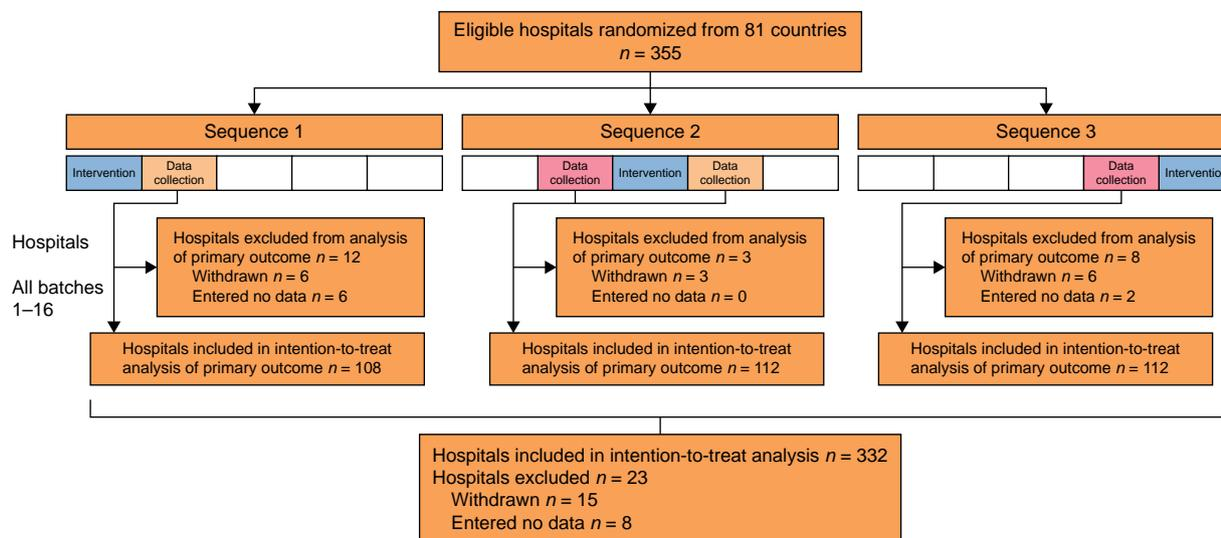 Eligible hospitals randomized from 81 countries
n = 355
Sequence 1
Sequence 2
Sequence 3
Intervention
Data
collection
Data
collection
Intervention
Data
collection
Data
collection
Interventio
Hospitals
All batches
1–16
Hospitals excluded from analysis
of primary outcome n = 12
Withdrawn n = 6
Entered no data n = 6
Hospitals excluded from analysis
of primary outcome n = 3
Withdrawn n = 3
Entered no data n = 0
Hospitals excluded from analysis
of primary outcome n = 8
Withdrawn n = 6
Entered no data n = 2
Hospitals included in intention-to-treat
analysis of primary outcome n = 108
Hospitals included in intention-to-treat
analysis of primary outcome n = 112
Hospitals included in intention-to-treat
analysis of primary outcome n = 112
Hospitals included in intention-to-treat analysis n = 332
Hospitals excluded n = 23
Withdrawn n = 15
Entered no data n = 8